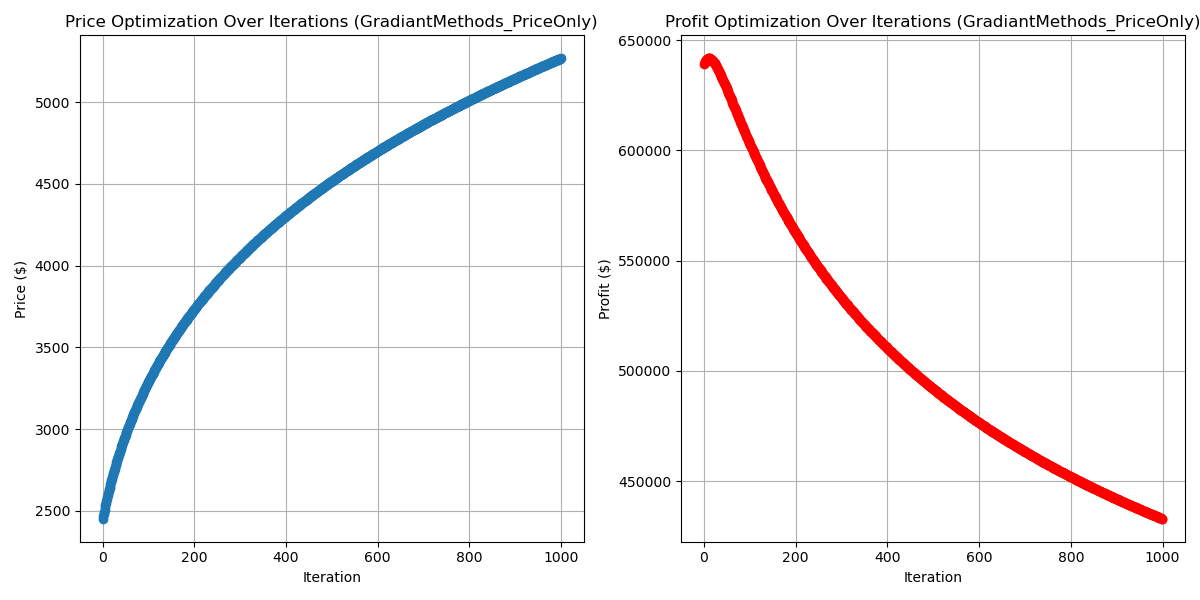 Price Optimization Over Iterations (GradiantMethods_PriceOnly)
Price ($)
5000
4500
4000
3500
3000
2500
0 200 400 600 800 1000
Iteration
Profit Optimization Over Iterations (GradiantMethods_PriceOnly)
Profit ($)
650000
600000
550000
500000
450000
0 200 400 600 800 1000
Iteration